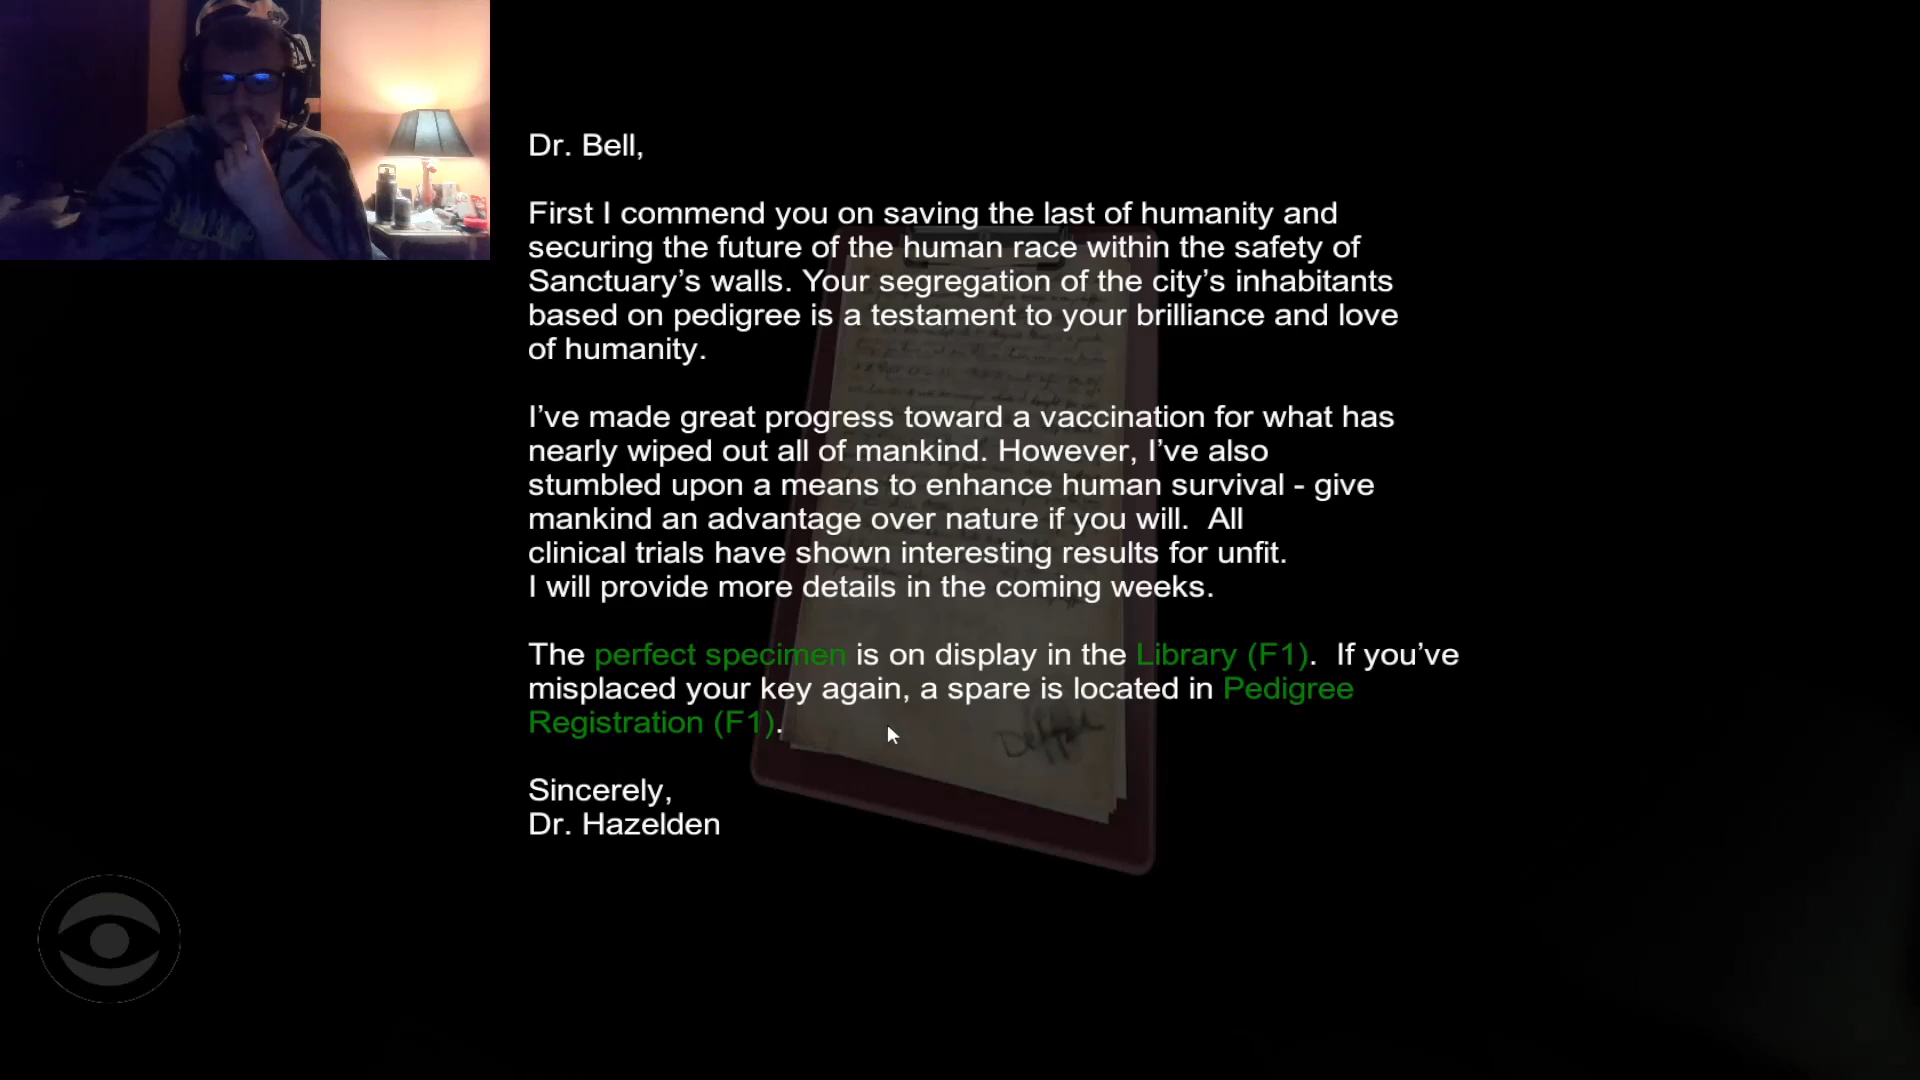 Dr. Bell,
First I commend you on saving the last of humanity and
securing the future of the human race within the safety of
Sanctuary's walls. Your segregation of the city's inhabitants
based on pedigree is a testament to your brilliance and love
of humanity.
I've made great progress toward a vaccination for what has
nearly wiped out all of mankind. However, I've also
stumbled upon a means to enhance human survival - give
mankind an advantage over nature if you will.  All
clinical trials have shown interesting results for unfit.
I will provide more details in the coming weeks.
The perfect specimen is on display in the Library (F1).  If you've
misplaced your key again, a spare is located in Pedigree
Registration (F1).
Sincerely,
Dr. Hazelden